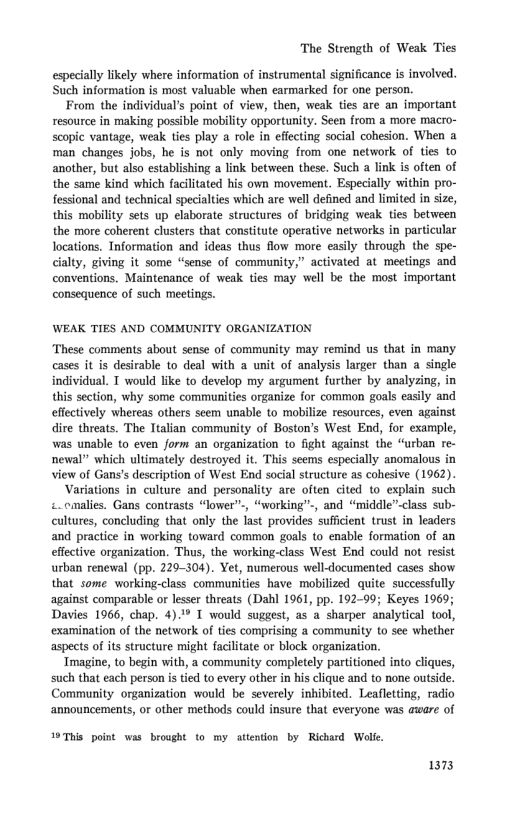 The Strength of Weak Ties
especially likely where information of instrumental significance is involved.
Such information is most valuable when earmarked for one person.
From the individual's point of view, then, weak ties are an important
resource in making possible mobility opportunity. Seen from a more macro-
scopic vantage, weak ties play a role in effecting social cohesion. When a
man changes jobs, he is not only moving from one network of ties to
another, but also establishing a link between these. Such a link is often of
the same kind which facilitated his own movement. Especially within pro-
fessional and technical specialties which are well defined and limited in size,
this mobility sets up elaborate structures of bridging weak ties between
the more coherent clusters that constitute operative networks in particular
locations. Information and ideas thus flow more easily through the spe-
cialty, giving it some "sense of community," activated at meetings and
conventions. Maintenance of weak ties may well be the most important
consequence of such meetings.
WEAK TIES AND COMMUNITY ORGANIZATION
These comments about sense of community may remind us that in many
cases it is desirable to deal with a unit of analysis larger than a single
individual. I would like to develop my argument further by analyzing, in
this section, why some communities organize for common goals easily and
effectively whereas others seem unable to mobilize resources, even against
dire threats. The Italian community of Boston's West End, for example,
was unable to even form an organization to fight against the "urban re-
newal" which ultimately destroyed it. This seems especially anomalous in
view of Gans's description of West End social structure as cohesive (1962).
Variations in culture and personality are often cited to explain such
Gans contrasts "lower"-, "working"-, and "middle"-class sub-
cultures, concluding that only the last provides sufficient trust in leaders
and practice in working toward common goals to enable formation of an
effective organization. Thus, the working-class West End could not resist
urban renewal (pp. 229–304). Yet, numerous well-documented cases show
that some working-class communities have mobilized quite successfully
against comparable or lesser threats (Dahl 1961, pp. 192–99; Keyes 1969;
Davies 1966, chap. 4).19 I would suggest, as a sharper analytical tool,
examination of the network of ties comprising a community to see whether
aspects of its structure might facilitate or block organization.
Imagine, to begin with, a community completely partitioned into cliques,
such that each person is tied to every other in his clique and to none outside.
Community organization would be severely inhibited. Leafletting, radio
announcements, or other methods could insure that everyone was aware of
19 This point was brought to my attention by Richard Wolfe.
1373